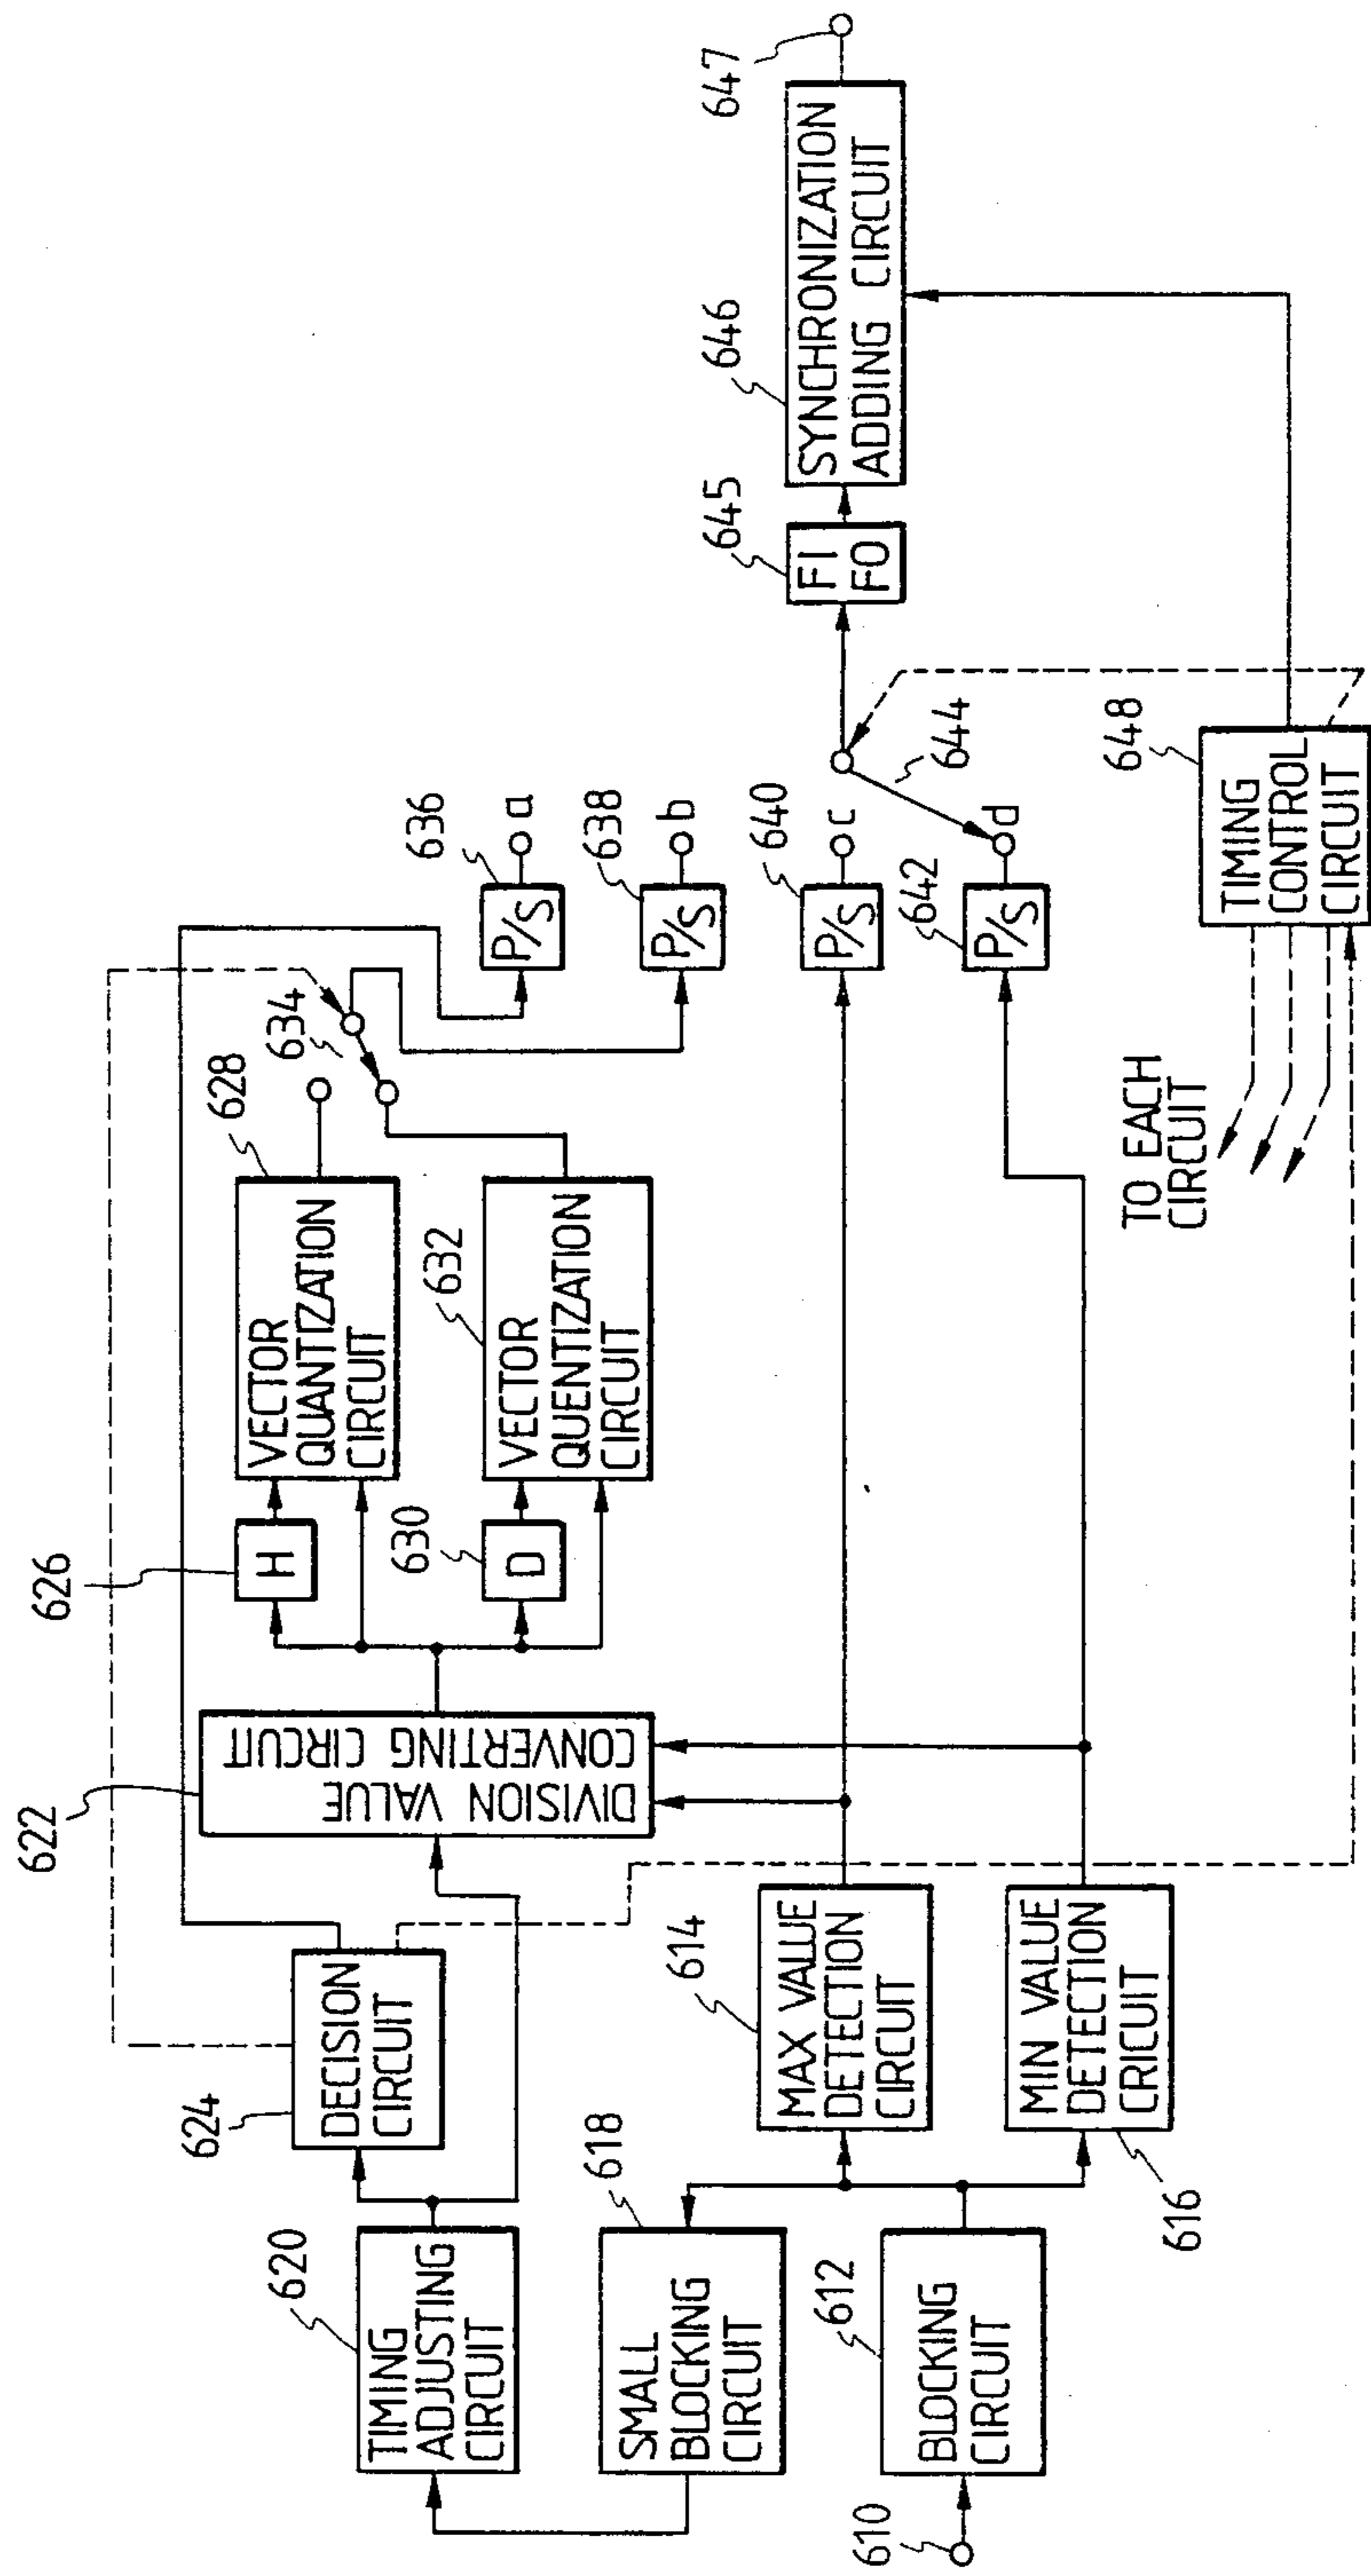 620
TIMING
ADJUSTING
CIRCUIT
624
DECISION
CIRCUIT
622
DIVISION VALUE
CONVERTING CIRCUIT
626
H
628
VECTOR
QUANTIZATION
CIRCUIT
634
630
D
632
VECTOR
QUENTIZATION
CIRCUIT
636
P/S
a
638
P/S
b
618
SMALL
BLOCKING
CIRCUIT
614
MAX VALUE
DETECTION
CIRCUIT
640
P/S
c
644
645
FI
FO
646
SYNCHRONIZATION
ADDING CIRCUIT
647
610
612
BLOCKING
CIRCUIT
616
MIN VALUE
DETECTION
CRICUIT
642
P/S
d
TO EACH
CIRCUIT
648
TIMING
CONTROL
CIRCUIT